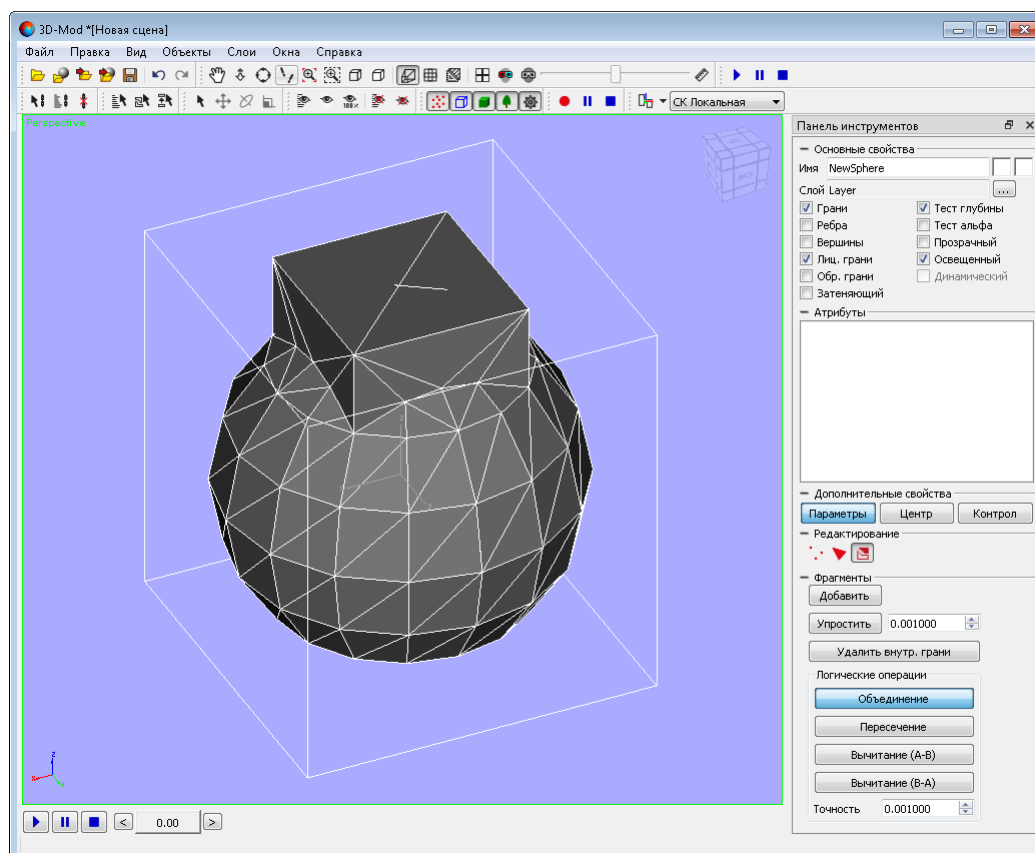 3D-Mod *[Новая сцена]
Файл Правка Вид Объекты Слои Окна Справка
100%
СК Локальная
Perspective
Панель инструментов
Основные свойства
Имя NewSphere
Слой Layer ...
Грани Тест глубины
Ребра Тест альфа
Вершины Прозрачный
Лиц. грани Освещенный
Обр. грани Динамический
Затеняющий
Атрибуты
Дополнительные свойства
Параметры Центр Контрол
Редактирование
Фрагменты
Добавить
Упростить 0.001000
Удалить внутр. грани
Логические операции
Объединение
Пересечение
Вычитание (A-B)
Вычитание (B-A)
Точность 0.001000
z
x
< 0.00 >